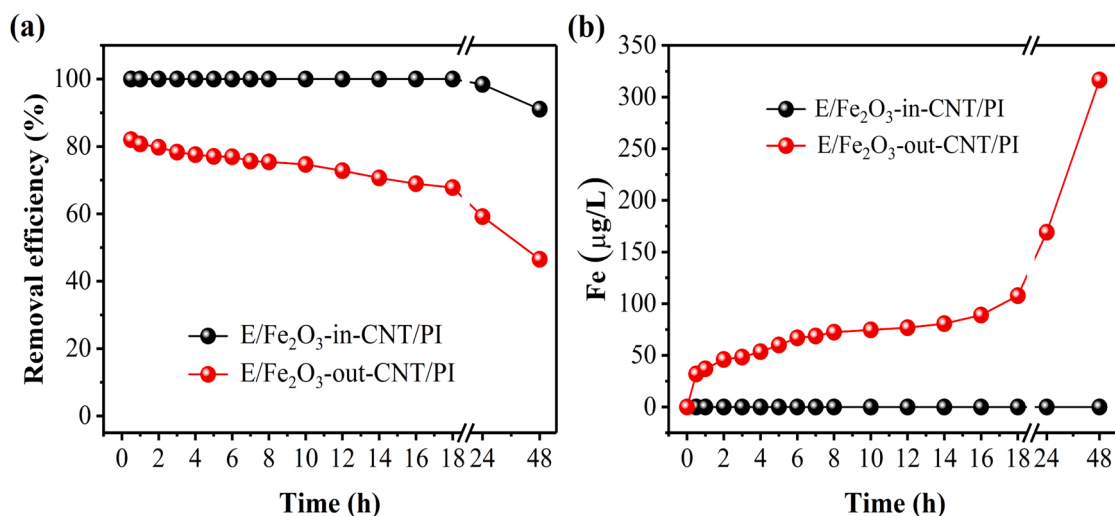 (a)
Removal efficiency (%)
100
80
60
40
20
0
E/Fe₂O₃-in-CNT/PI
E/Fe₂O₃-out-CNT/PI
0 2 4 6 8 10 12 14 16 18 24 48
Time (h)
(b)
Fe (μg/L)
350
300
250
200
150
100
50
0
E/Fe₂O₃-in-CNT/PI
E/Fe₂O₃-out-CNT/PI
0 2 4 6 8 10 12 14 16 18 24 48
Time (h)